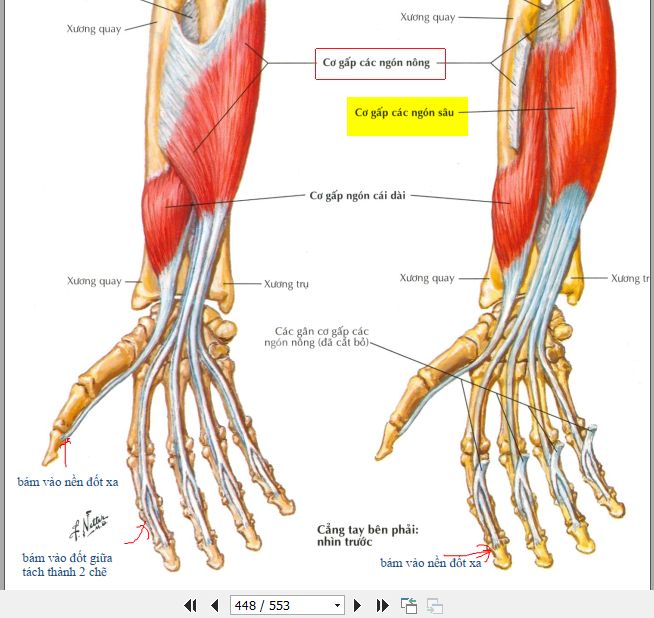 Xương quay
Xương quay
Cơ gấp các ngón nông
Cơ gấp các ngón sâu
Cơ gấp ngón cái dài
Xương quay
Xương trụ
Xương quay
Xương tr
Các gân cơ gấp các
ngón nông (đã cắt bỏ)
bám vào nền đốt xa
F. Netter
M.D.
Cẳng tay bên phải:
nhìn trước
bám vào đốt giữa
tách thành 2 chẽ
bám vào nền đốt xa
448 / 553